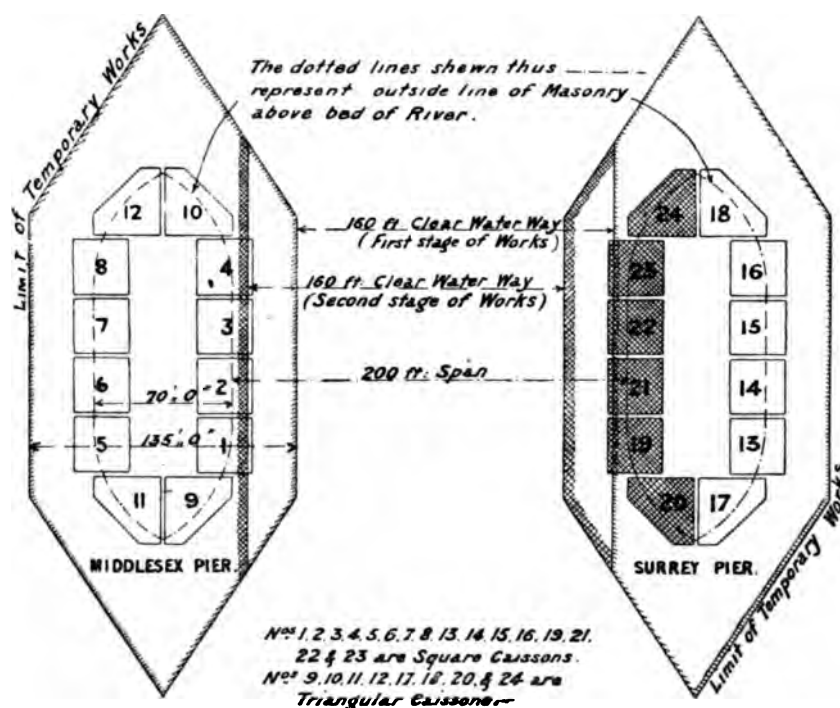 The dotted lines shewn thus
represent outside line of Masonry
above bed of River.
Limit of Temporary Works
12 10
24 18
160 ft. Clear Water Way
(First stage of Works)
8 4
23 16
160 ft. Clear Water Way
(Second stage of Works)
7 3
22 15
200 ft. Span
6 2
21 14
70'.0"
135'.0"
5 1
19 13
11 9
20 17
MIDDLESEX PIER.
SURREY PIER.
Limit of Temporary Works
Nos 1, 2, 3, 4, 5, 6, 7, 8, 13, 14, 15, 16, 19, 21,
22 & 23 are Square Caissons.
Nos 9, 10, 11, 12, 17, 18, 20, & 24 are
Triangular Caissons